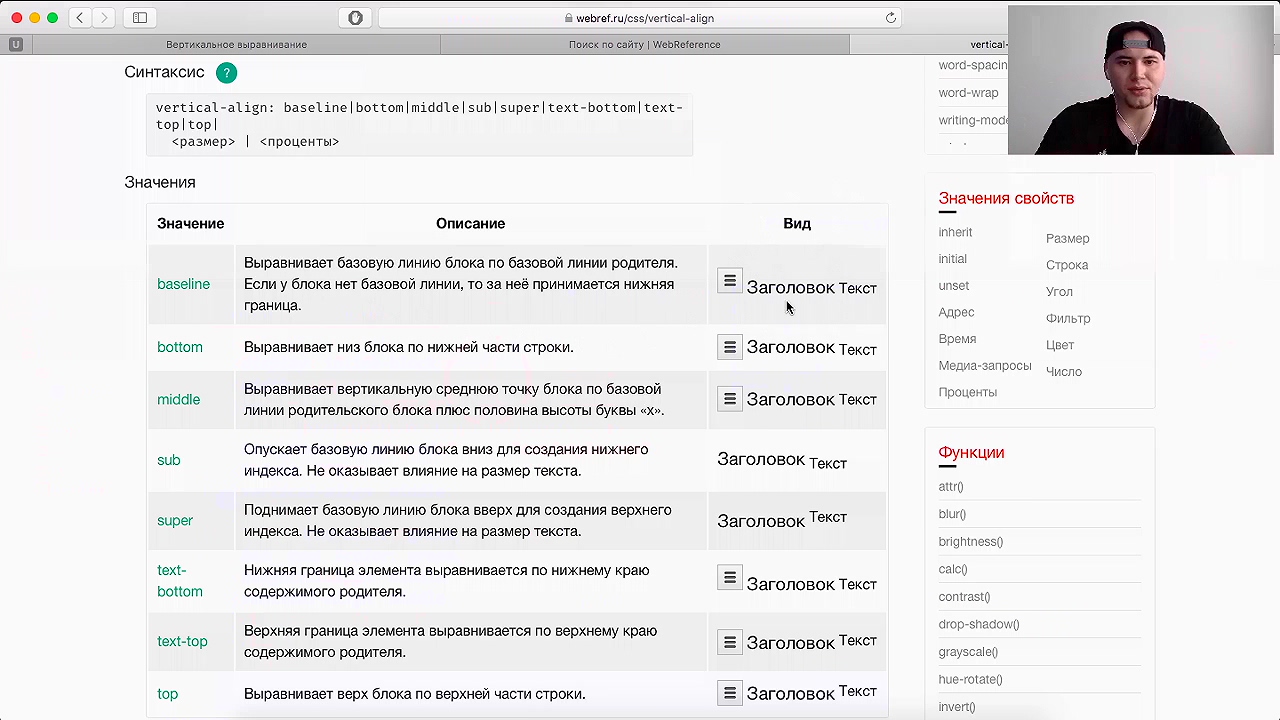 webref.ru/css/vertical-align
Вертикальное выравнивание
Поиск по сайту | WebReference
vertical-
Синтаксис ?
vertical-align: baseline|bottom|middle|sub|super|text-bottom|text-
top|top|
<размер> | <проценты>
Значения
Значение Описание Вид
baseline
Выравнивает базовую линию блока по базовой линии родителя.
Если у блока нет базовой линии, то за неё принимается нижняя
граница.
Заголовок Текст
bottom
Выравнивает низ блока по нижней части строки.
Заголовок Текст
middle
Выравнивает вертикальную среднюю точку блока по базовой
линии родительского блока плюс половина высоты буквы «x».
Заголовок Текст
sub
Опускает базовую линию блока вниз для создания нижнего
индекса. Не оказывает влияние на размер текста.
Заголовок Текст
super
Поднимает базовую линию блока вверх для создания верхнего
индекса. Не оказывает влияние на размер текста.
Заголовок Текст
text-
bottom
Нижняя граница элемента выравнивается по нижнему краю
содержимого родителя.
Заголовок Текст
text-top
Верхняя граница элемента выравнивается по верхнему краю
содержимого родителя.
Заголовок Текст
top
Выравнивает верх блока по верхней части строки.
Заголовок Текст
word-spacin
word-wrap
writing-mode
Значения свойств
inherit
initial
unset
Адрес
Время
Медиа-запросы
Проценты
Размер
Строка
Угол
Фильтр
Цвет
Число
Функции
attr()
blur()
brightness()
calc()
contrast()
drop-shadow()
grayscale()
hue-rotate()
invert()